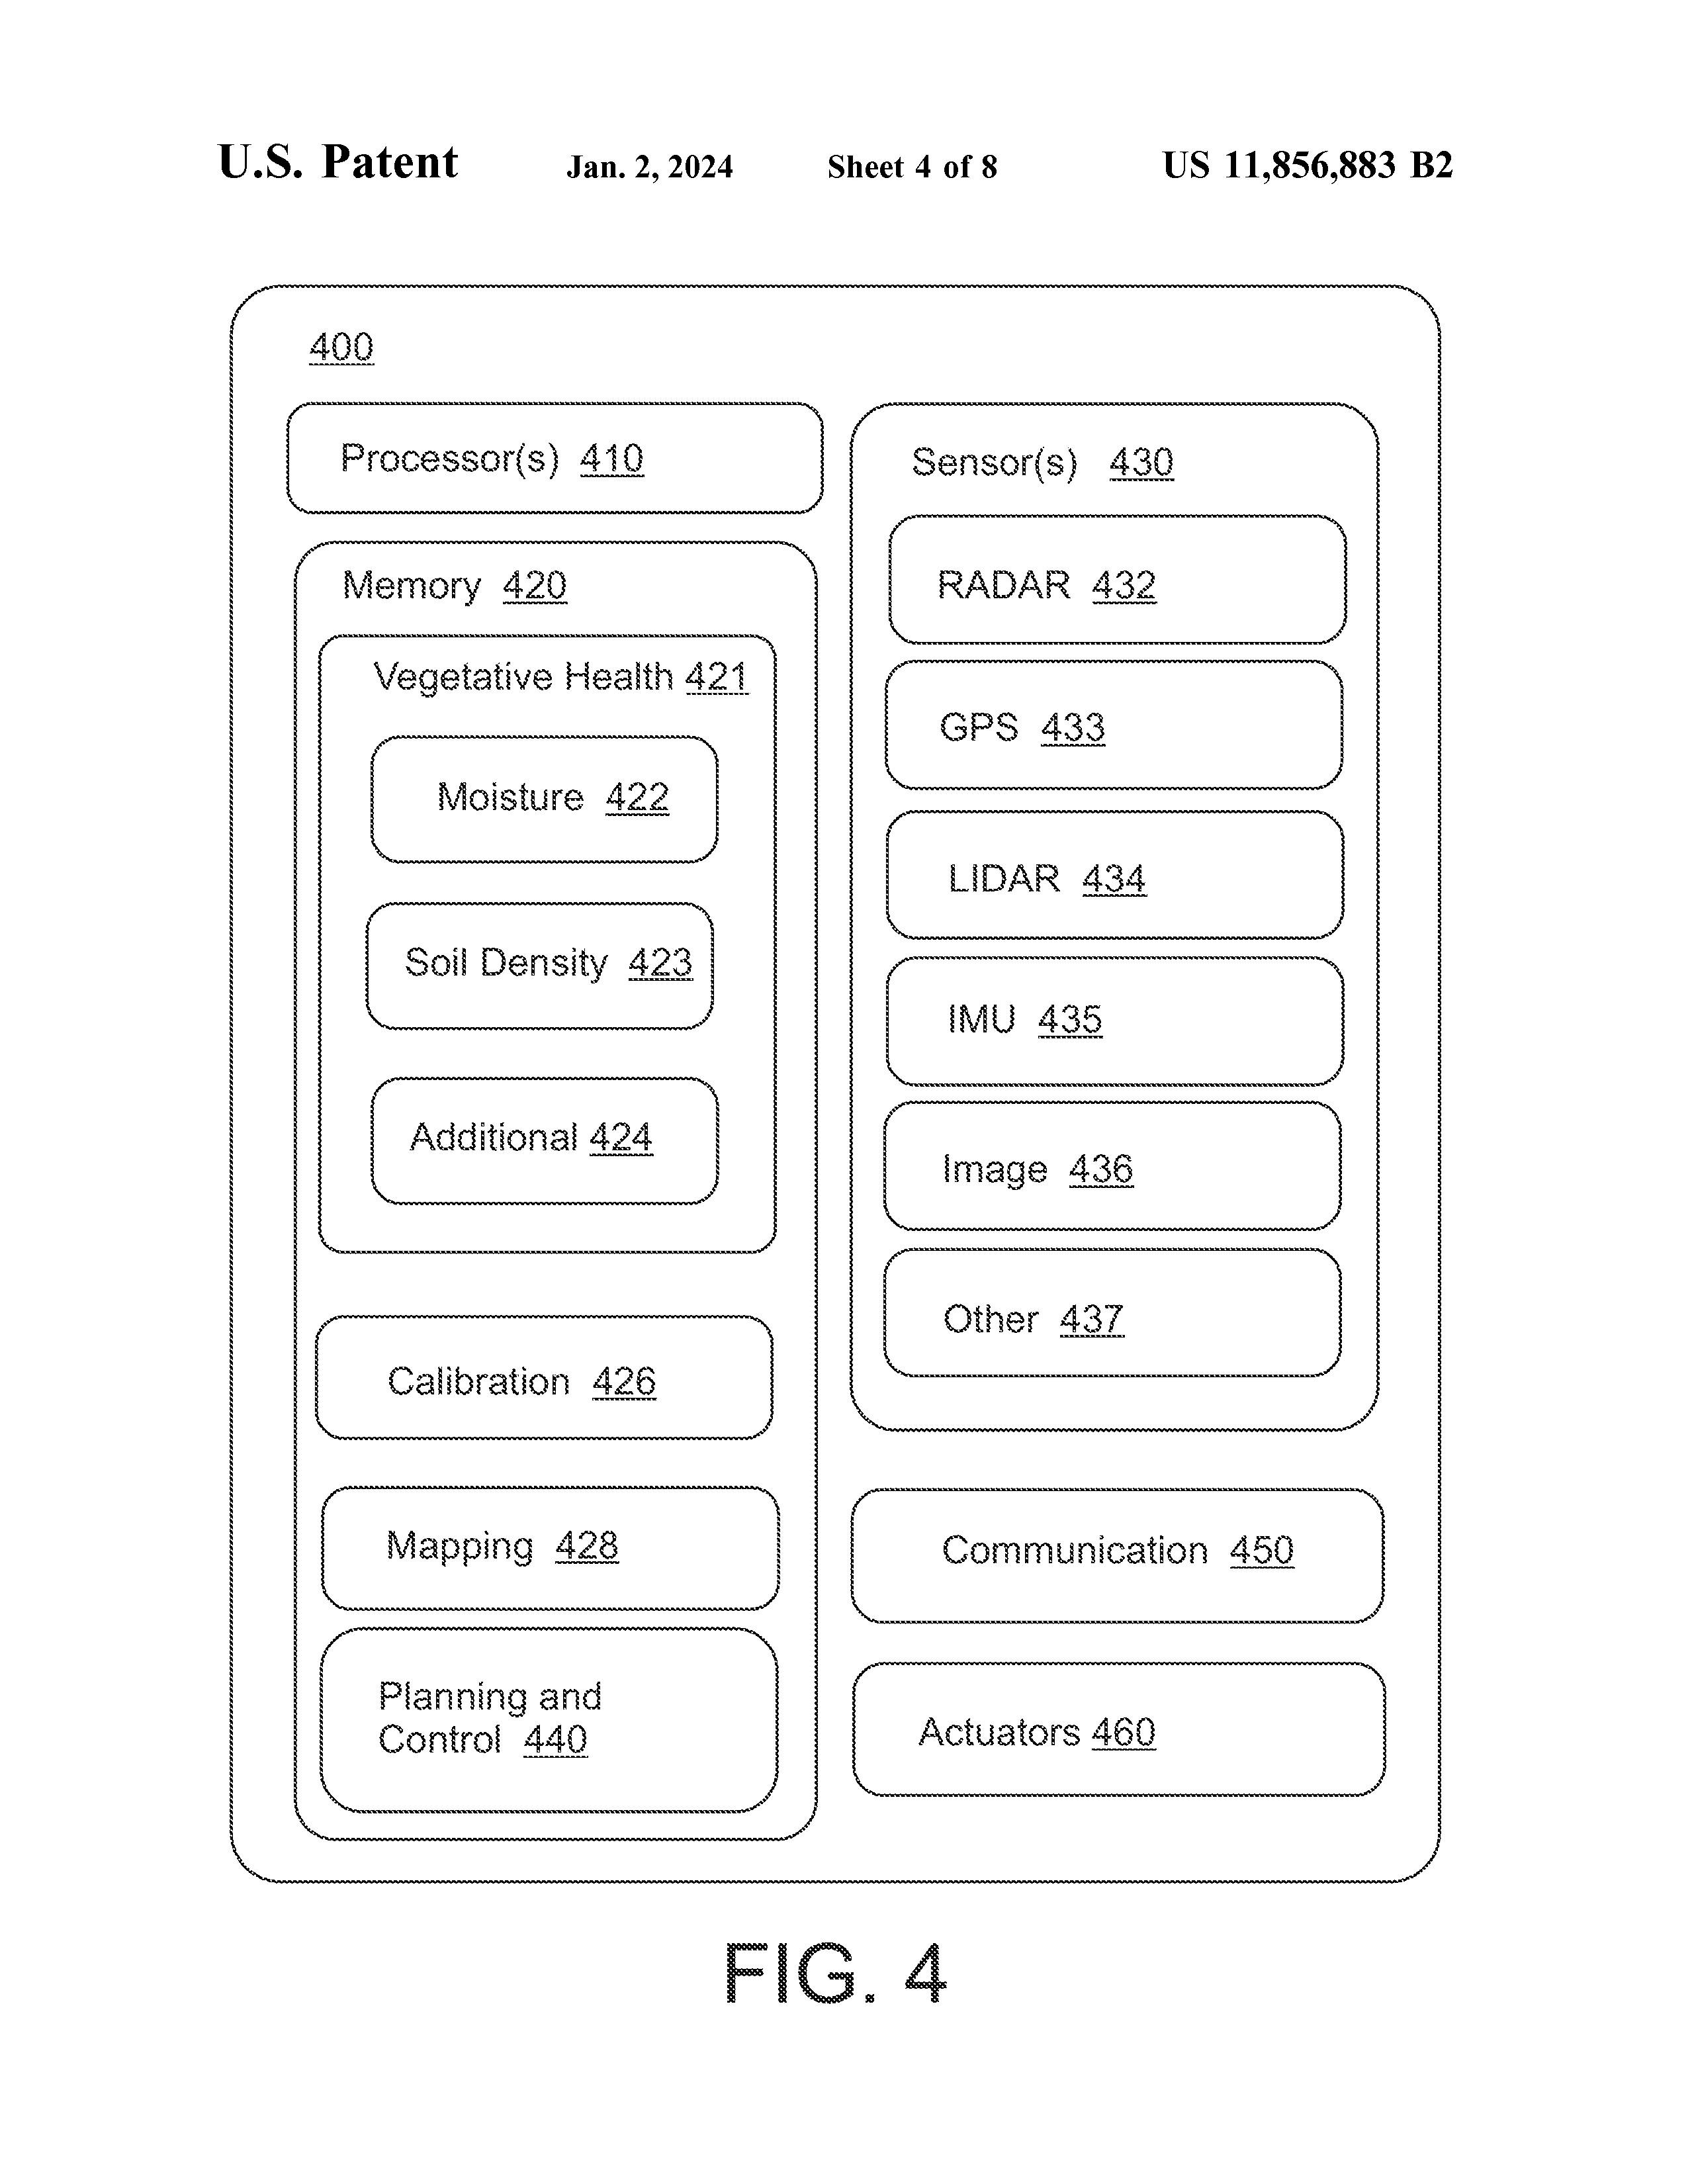 U.S. Patent Jan. 2, 2024 Sheet 4 of 8 US 11,856,883 B2
400
Processor(s) 410
Memory 420
Vegetative Health 421
Moisture 422
Soil Density 423
Additional 424
Calibration 426
Mapping 428
Planning and
Control 440
Sensor(s) 430
RADAR 432
GPS 433
LIDAR 434
IMU 435
Image 436
Other 437
Communication 450
Actuators 460
FIG. 4